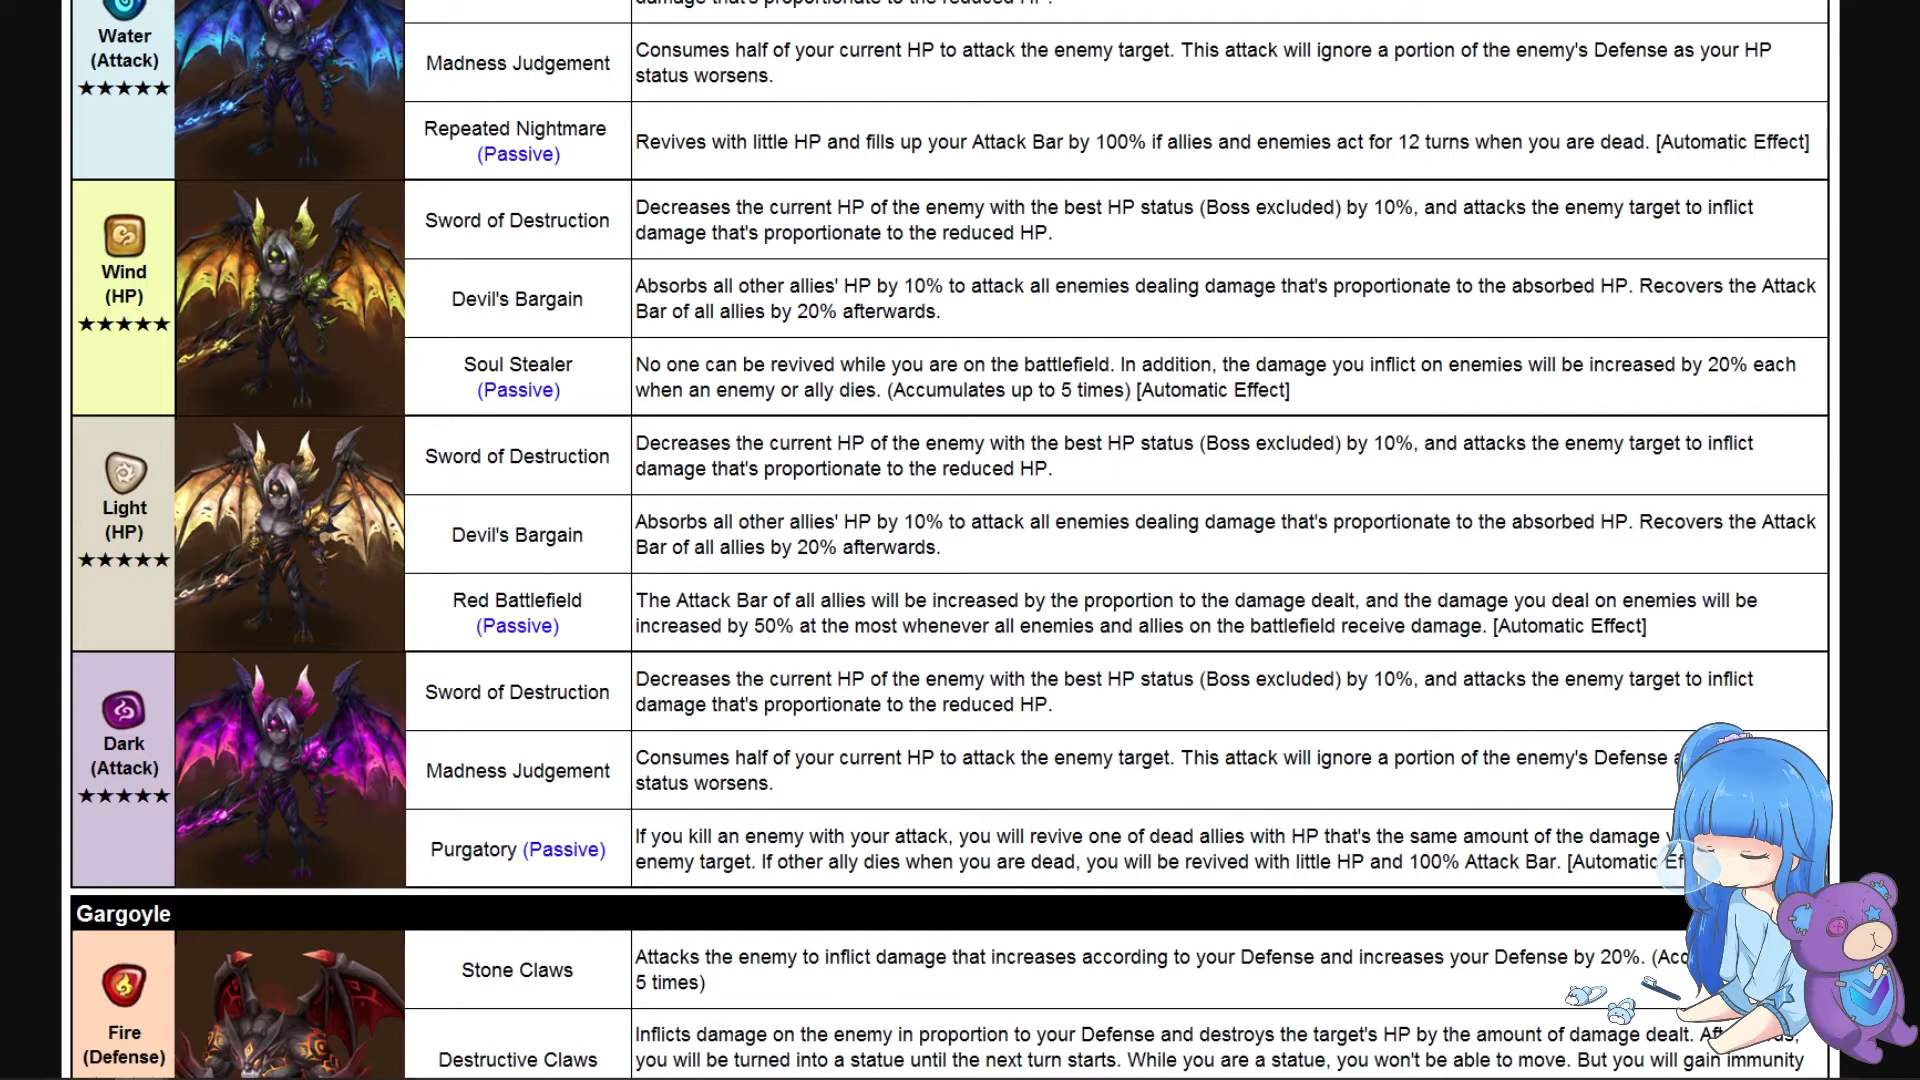 damage that's proportionate to the reduced HP.
Water
(Attack)
★★★★★
Madness Judgement
Consumes half of your current HP to attack the enemy target. This attack will ignore a portion of the enemy's Defense as your HP
status worsens.
Repeated Nightmare
(Passive)
Revives with little HP and fills up your Attack Bar by 100% if allies and enemies act for 12 turns when you are dead. [Automatic Effect]
Wind
(HP)
★★★★★
Sword of Destruction
Decreases the current HP of the enemy with the best HP status (Boss excluded) by 10%, and attacks the enemy target to inflict
damage that's proportionate to the reduced HP.
Devil's Bargain
Absorbs all other allies' HP by 10% to attack all enemies dealing damage that's proportionate to the absorbed HP. Recovers the Attack
Bar of all allies by 20% afterwards.
Soul Stealer
(Passive)
No one can be revived while you are on the battlefield. In addition, the damage you inflict on enemies will be increased by 20% each
when an enemy or ally dies. (Accumulates up to 5 times) [Automatic Effect]
Light
(HP)
★★★★★
Sword of Destruction
Decreases the current HP of the enemy with the best HP status (Boss excluded) by 10%, and attacks the enemy target to inflict
damage that's proportionate to the reduced HP.
Devil's Bargain
Absorbs all other allies' HP by 10% to attack all enemies dealing damage that's proportionate to the absorbed HP. Recovers the Attack
Bar of all allies by 20% afterwards.
Red Battlefield
(Passive)
The Attack Bar of all allies will be increased by the proportion to the damage dealt, and the damage you deal on enemies will be
increased by 50% at the most whenever all enemies and allies on the battlefield receive damage. [Automatic Effect]
Dark
(Attack)
★★★★★
Sword of Destruction
Decreases the current HP of the enemy with the best HP status (Boss excluded) by 10%, and attacks the enemy target to inflict
damage that's proportionate to the reduced HP.
Madness Judgement
Consumes half of your current HP to attack the enemy target. This attack will ignore a portion of the enemy's Defense
status worsens.
Purgatory (Passive)
If you kill an enemy with your attack, you will revive one of dead allies with HP that's the same amount of the damage
enemy target. If other ally dies when you are dead, you will be revived with little HP and 100% Attack Bar. [Automatic
Gargoyle
Fire
(Defense)
Stone Claws
Attacks the enemy to inflict damage that increases according to your Defense and increases your Defense by 20%.
5 times)
Destructive Claws
Inflicts damage on the enemy in proportion to your Defense and destroys the target's HP by the amount of damage dealt.
you will be turned into a statue until the next turn starts. While you are a statue, you won't be able to move. But you will gain immunity